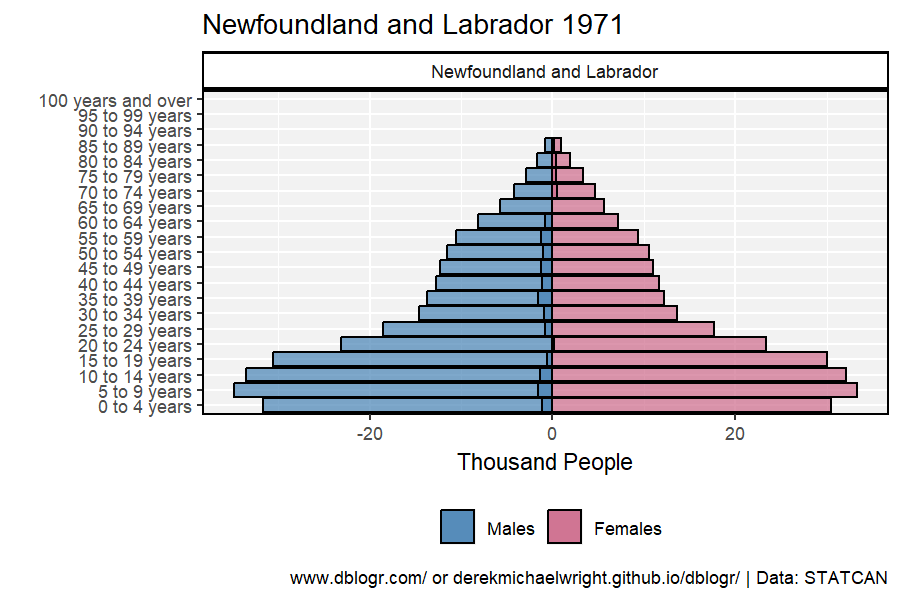 Newfoundland and Labrador 1971
Newfoundland and Labrador
100 years and over
95 to 99 years
90 to 94 years
85 to 89 years
80 to 84 years
75 to 79 years
70 to 74 years
65 to 69 years
60 to 64 years
55 to 59 years
50 to 54 years
45 to 49 years
40 to 44 years
35 to 39 years
30 to 34 years
25 to 29 years
20 to 24 years
15 to 19 years
10 to 14 years
5 to 9 years
0 to 4 years
-20 0 20
Thousand People
Males Females
www.dblogr.com/ or derekmichaelwright.github.io/dblogr/ | Data: STATCAN